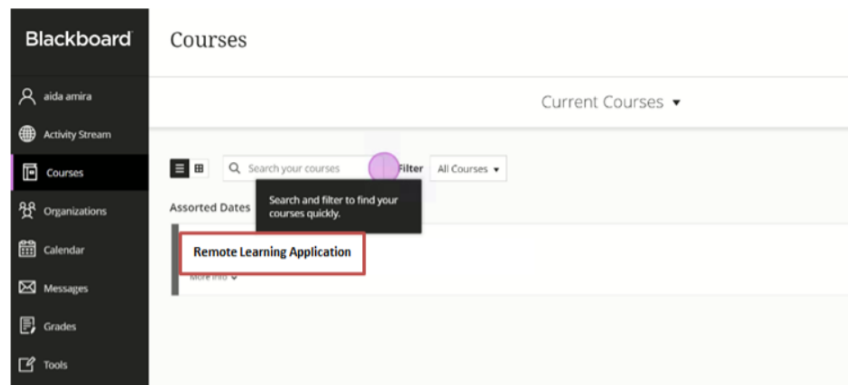 Blackboard
Courses
aida amira
Current Courses
Activity Stream
Courses
Search your courses
Filter
All Courses
Organizations
Assorted Dates
Search and filter to find your
courses quickly.
Calendar
Remote Learning Application
More info
Messages
Grades
Tools